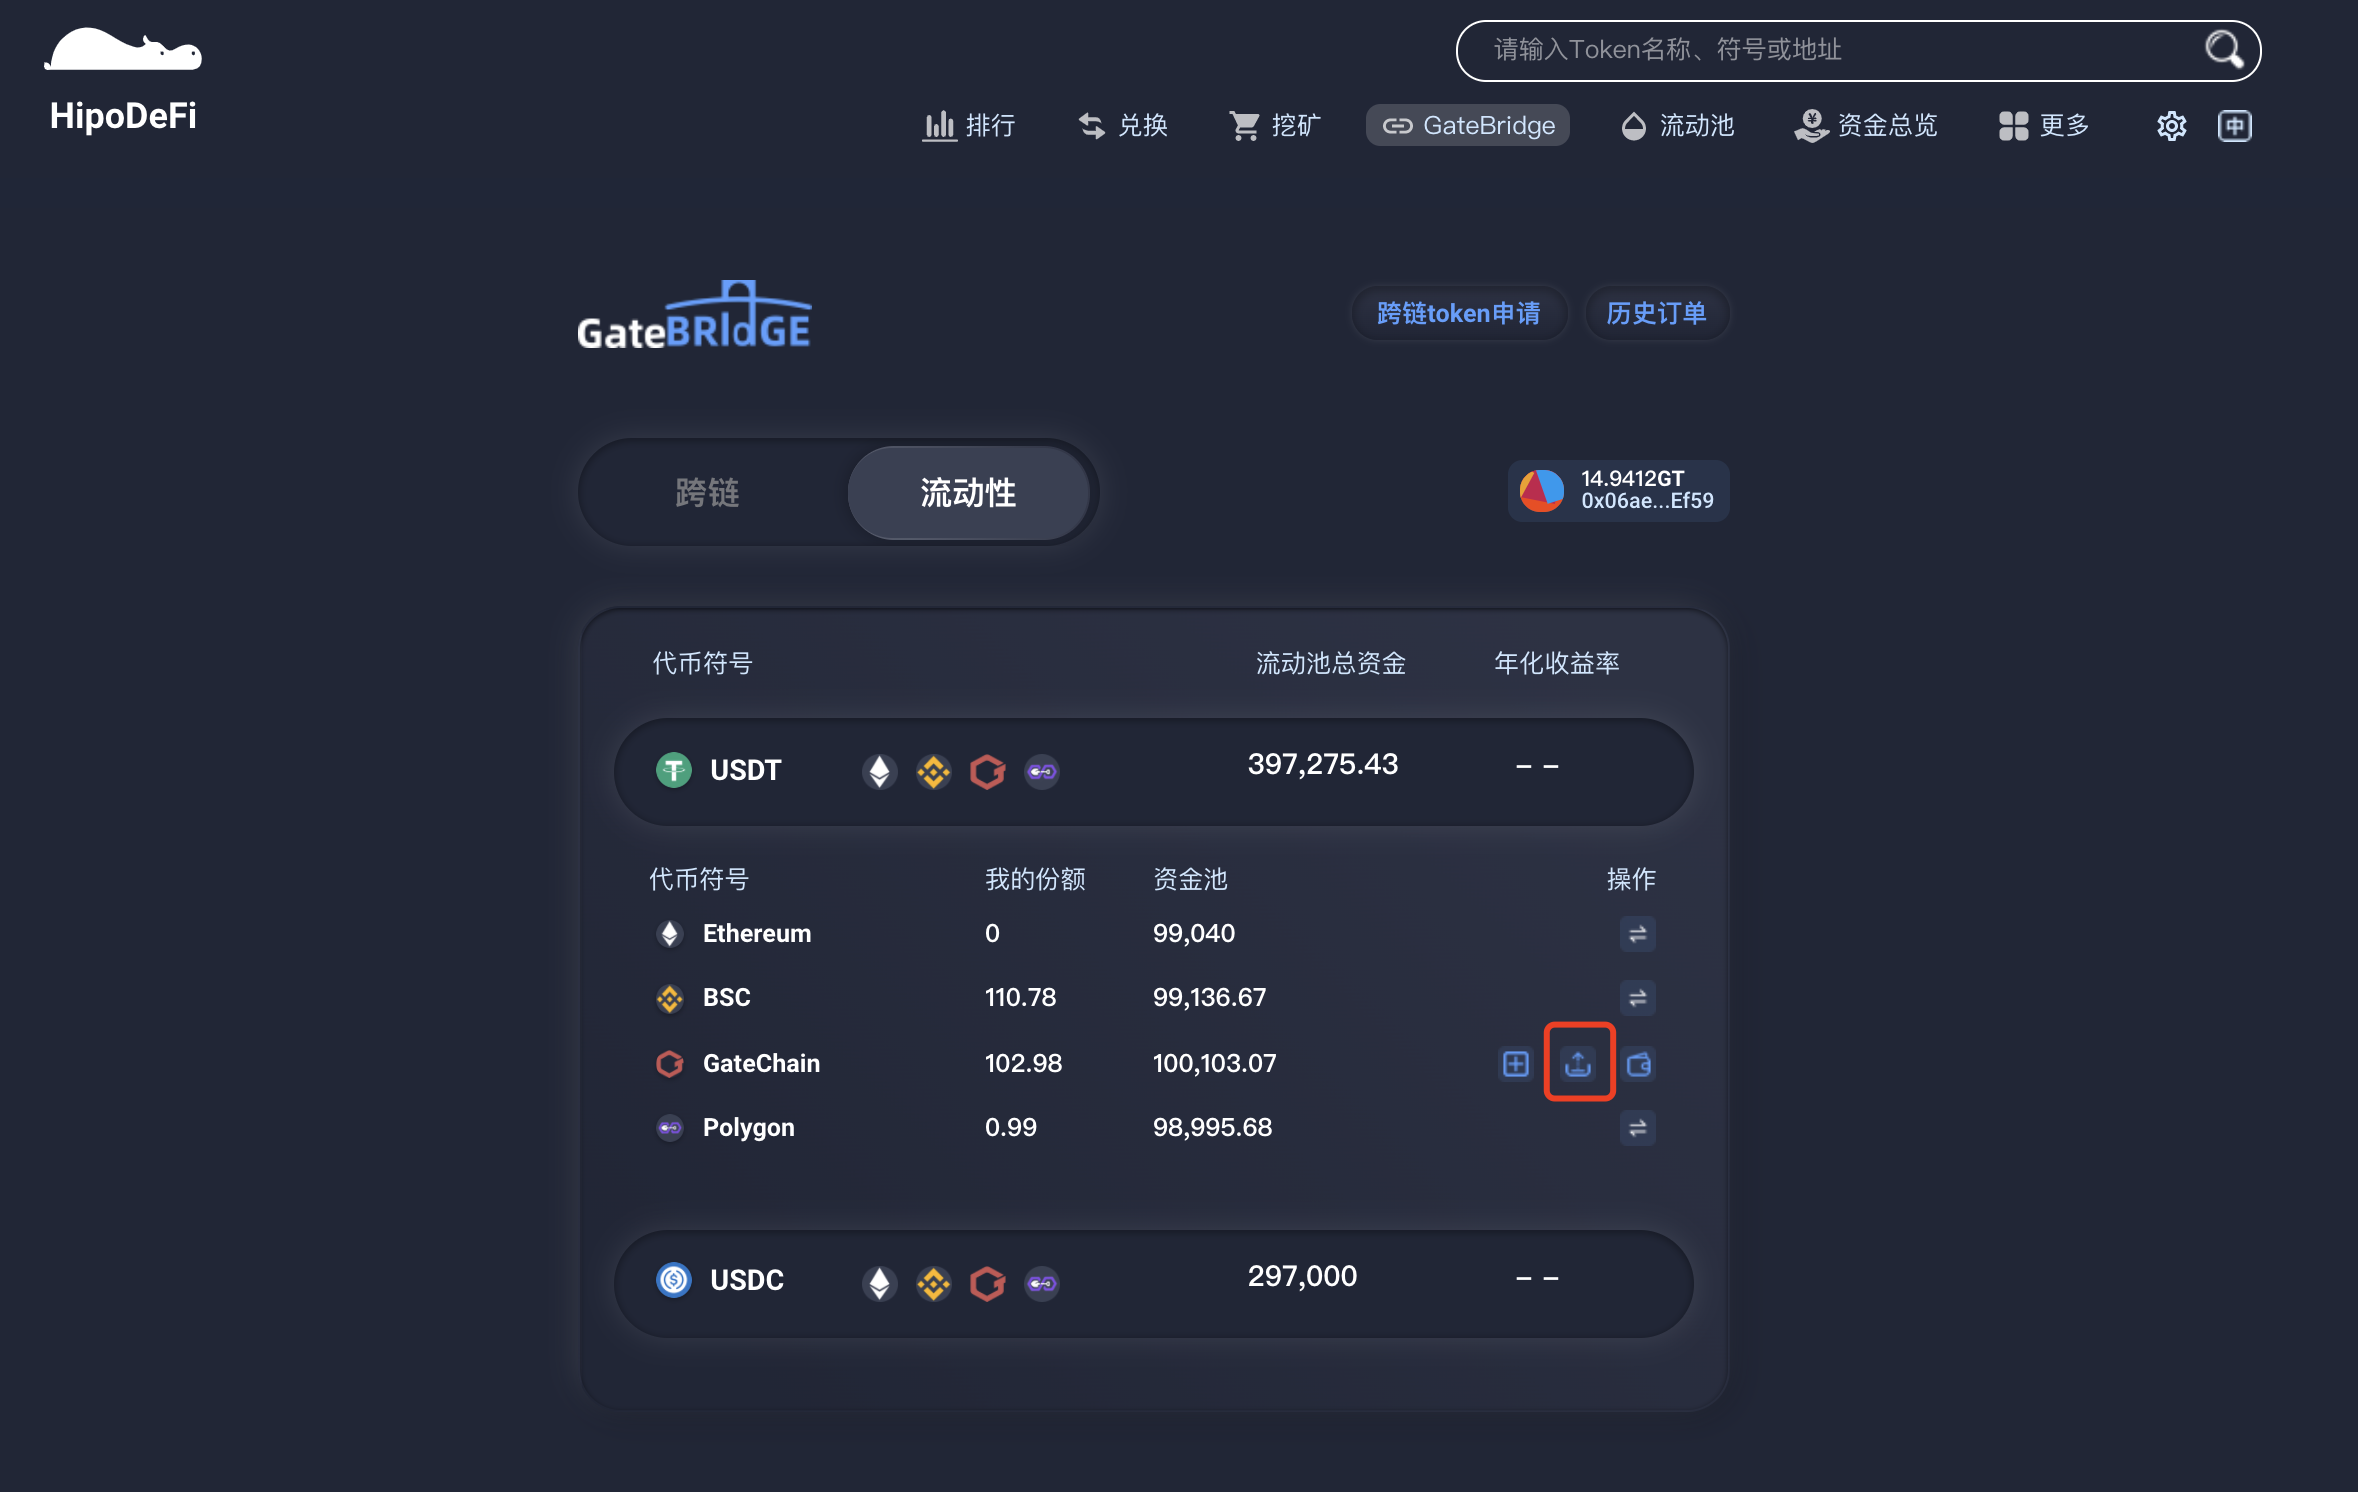 请输入Token名称、符号或地址
HipoDeFi
排行 兑换 挖矿 GateBridge 流动池 资金总览 更多 中
GateBRIdGE
跨链token申请 历史订单
跨链 流动性
14.9412GT
0x06ae...Ef59
代币符号 流动池总资金 年化收益率
USDT 397,275.43 – –
代币符号 我的份额 资金池 操作
Ethereum 0 99,040
BSC 110.78 99,136.67
GateChain 102.98 100,103.07
Polygon 0.99 98,995.68
USDC 297,000 – –